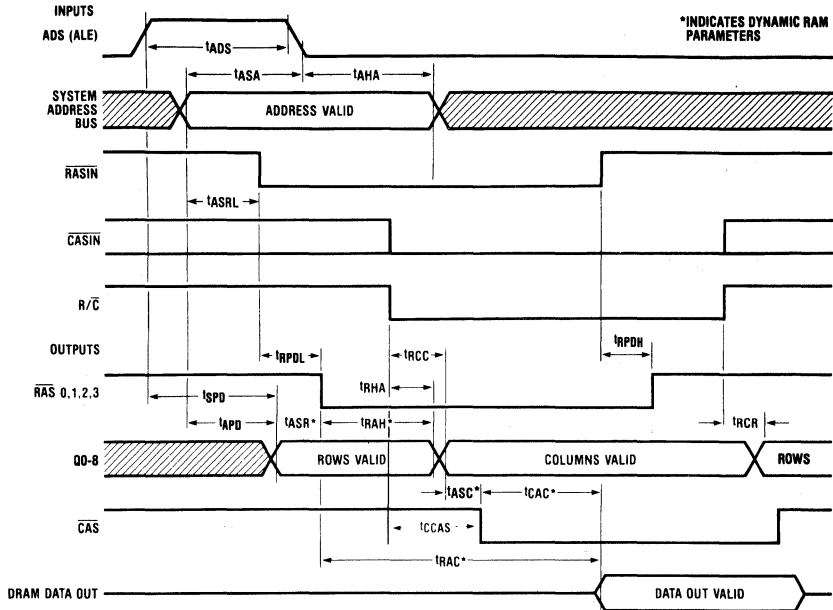 INPUTS
*INDICATES DYNAMIC RAM
PARAMETERS
ADS (ALE)
tADS
tASA
tAHA
SYSTEM
ADDRESS
BUS
ADDRESS VALID
RASIN
tASRL
CASIN
R/C
OUTPUTS
tRPDL
tRCC
tRPDH
RAS 0,1,2,3
tRHA
tSPD
tAPD
tASR*
tRAH*
tRCR
Q0-8
ROWS VALID
COLUMNS VALID
ROWS
tASC*
tCAC*
CAS
tCCAS
tRAC*
DRAM DATA OUT
DATA OUT VALID